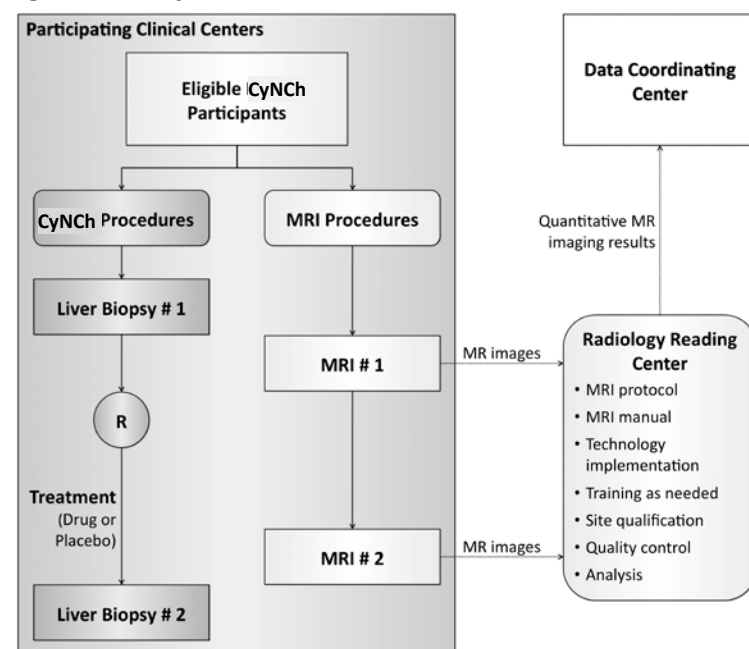 Participating Clinical Centers
Eligible CyNCh
Participants
CyNCh Procedures
MRI Procedures
Liver Biopsy # 1
MRI # 1
R
Treatment
(Drug or
Placebo)
MRI # 2
Liver Biopsy # 2
MR images
MR images
Data Coordinating
Center
Quantitative MR
imaging results
Radiology Reading
Center
• MRI protocol
• MRI manual
• Technology
implementation
• Training as needed
• Site qualification
• Quality control
• Analysis